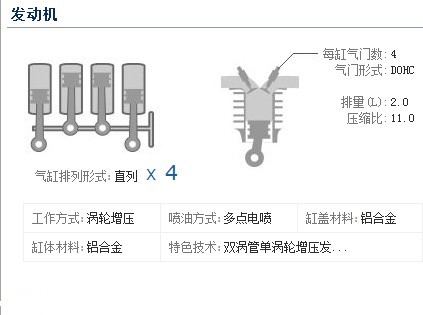 发动机
每缸气门数: 4
气门形式: DOHC
排量(L): 2.0
压缩比: 11.0
气缸排列形式: 直列 X 4
工作方式: 涡轮增压 喷油方式: 多点电喷 缸盖材料: 铝合金
缸体材料: 铝合金 特色技术: 双涡管单涡轮增压发...